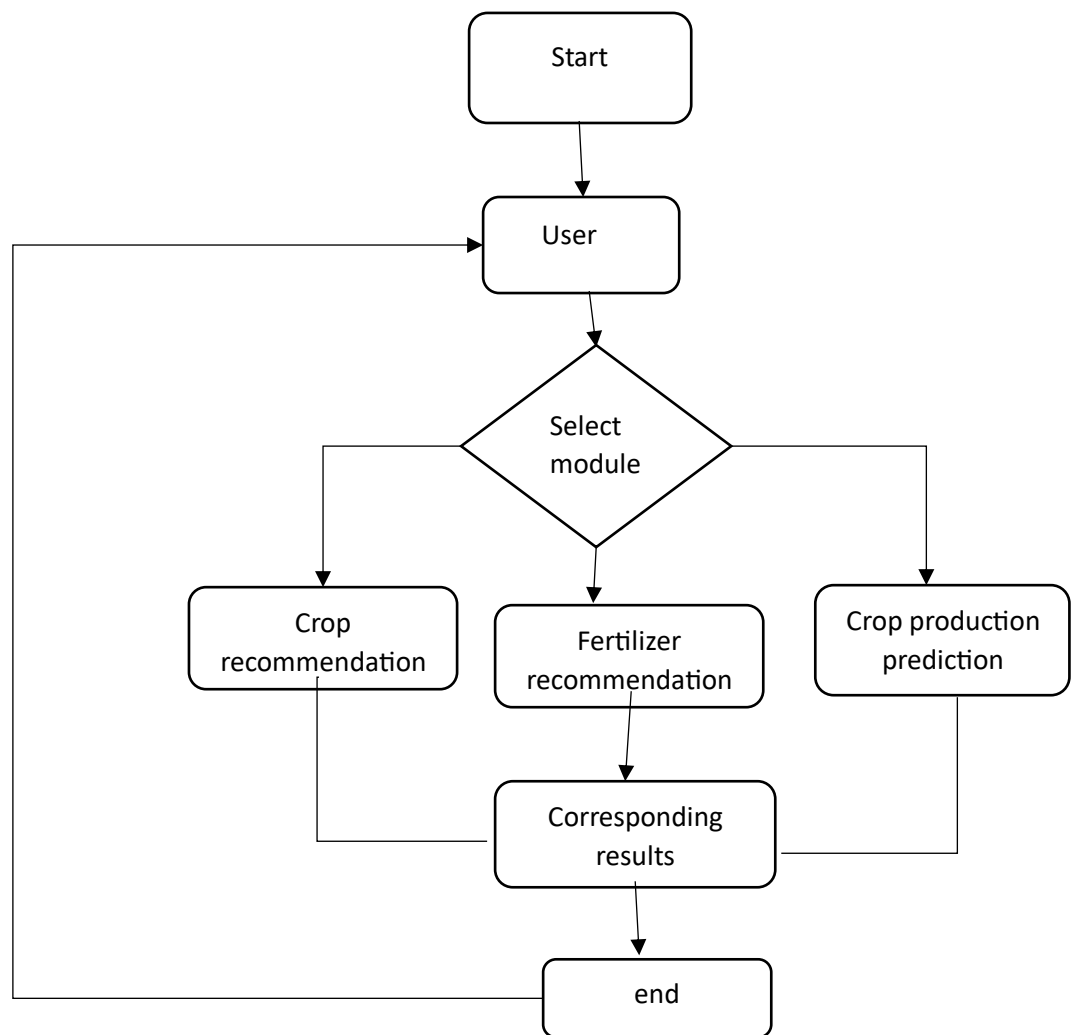 Start
User
Select
module
Crop
recommendation
Fertilizer
recommendation
Crop production
prediction
Corresponding
results
end